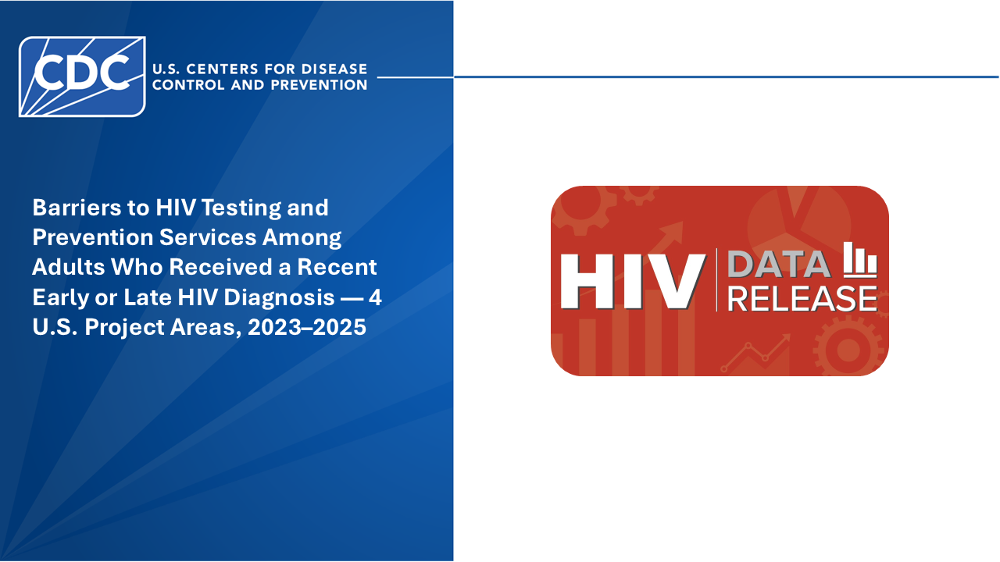 CDC
U.S. CENTERS FOR DISEASE
CONTROL AND PREVENTION
Barriers to HIV Testing and
Prevention Services Among
Adults Who Received a Recent
Early or Late HIV Diagnosis — 4
U.S. Project Areas, 2023–2025
HIV
DATA
RELEASE